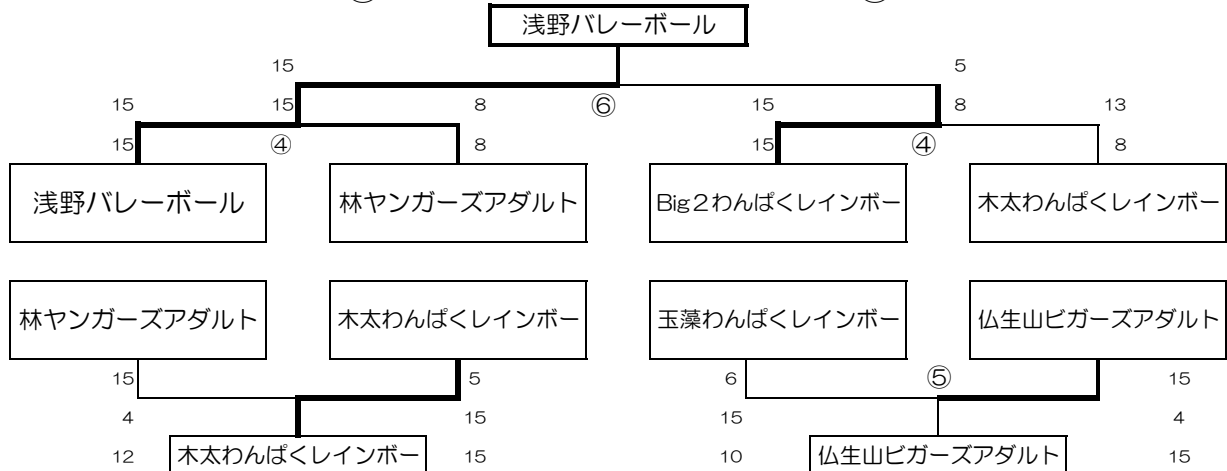 浅野バレーボール
15 5
15 15 8 ⑥ 15 8 13
15 ④ 8 15 ④ 8
浅野バレーボール 林ヤンガーズアダルト Big2わんぱくレインボー 木太わんぱくレインボー
林ヤンガーズアダルト 木太わんぱくレインボー 玉藻わんぱくレインボー 仏生山ビガーズアダルト
15 5 6 ⑤ 15
4 15 15 4
12 木太わんぱくレインボー 15 10 仏生山ビガーズアダルト 15